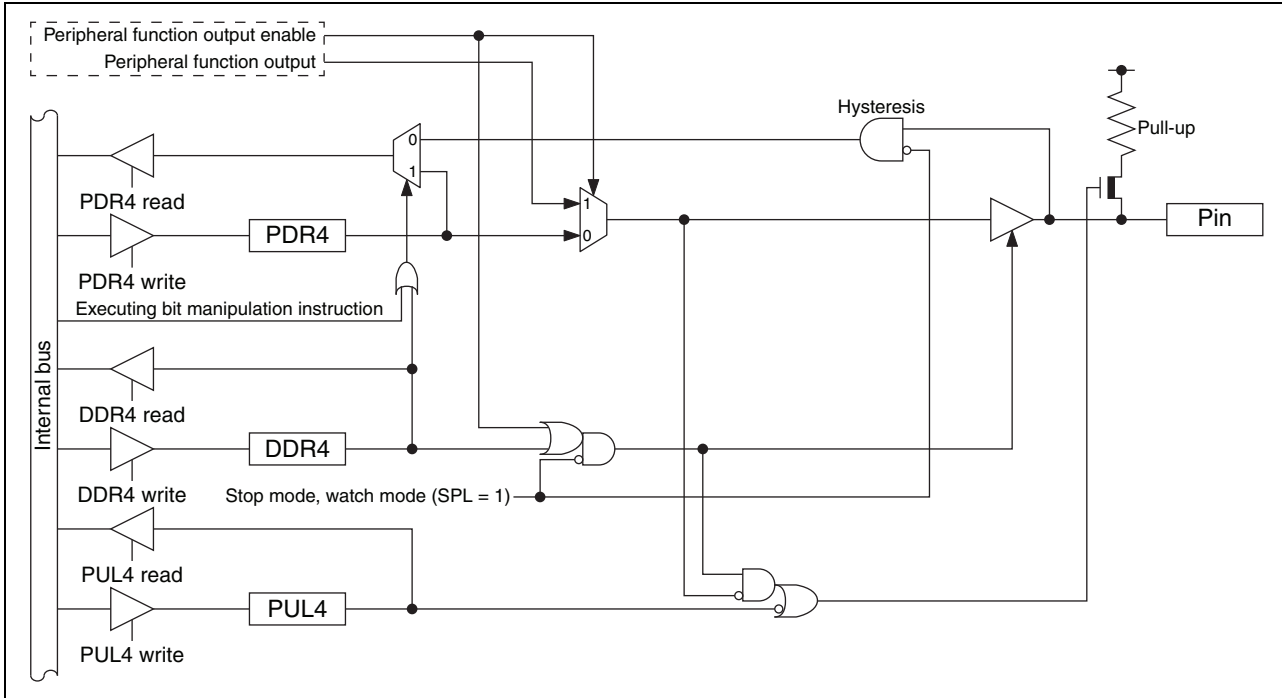 Peripheral function output enable
Peripheral function output
Hysteresis
Pull-up
0
1
PDR4 read
1
0
PDR4
Pin
PDR4 write
Executing bit manipulation instruction
Internal bus
DDR4 read
DDR4
DDR4 write
Stop mode, watch mode (SPL = 1)
PUL4 read
PUL4
PUL4 write